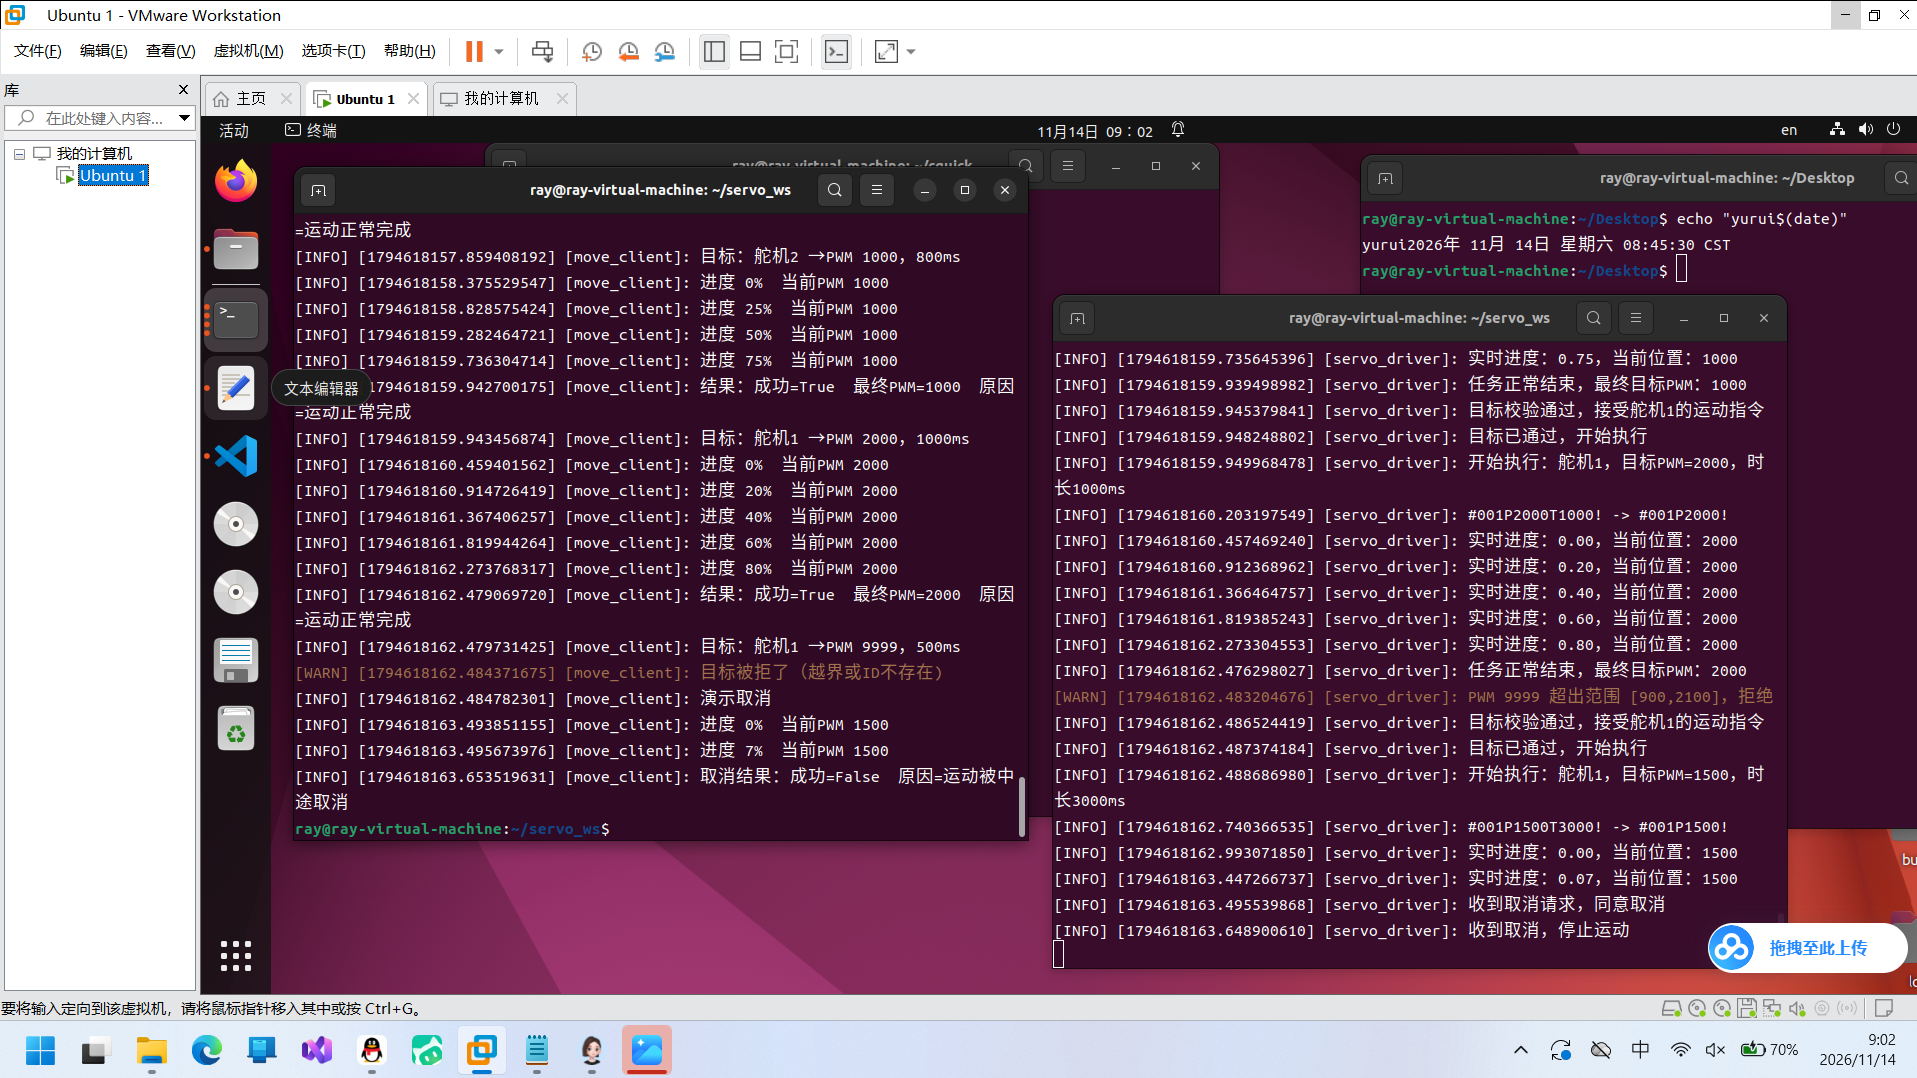 Ubuntu 1 - VMware Workstation
文件(F) 编辑(E) 查看(V) 虚拟机(M) 选项卡(T) 帮助(H)
库
在此处键入内容...
我的计算机
Ubuntu 1
主页 Ubuntu 1 我的计算机
活动 终端 11月14日 09：02 en
ray@ray-virtual-machine: ~/servo_ws
=运动正常完成
[INFO] [1794618157.859408192] [move_client]: 目标: 舵机2 →PWM 1000, 800ms
[INFO] [1794618158.375529547] [move_client]: 进度 0% 当前PWM 1000
[INFO] [1794618158.828575424] [move_client]: 进度 25% 当前PWM 1000
[INFO] [1794618159.282464721] [move_client]: 进度 50% 当前PWM 1000
[INFO] [1794618159.736304714] [move_client]: 进度 75% 当前PWM 1000
1794618159.942700175] [move_client]: 结果: 成功=True 最终PWM=1000 原因
文本编辑器
=运动正常完成
[INFO] [1794618159.943456874] [move_client]: 目标: 舵机1 →PWM 2000, 1000ms
[INFO] [1794618160.459401562] [move_client]: 进度 0% 当前PWM 2000
[INFO] [1794618160.914726419] [move_client]: 进度 20% 当前PWM 2000
[INFO] [1794618161.367406257] [move_client]: 进度 40% 当前PWM 2000
[INFO] [1794618161.819944264] [move_client]: 进度 60% 当前PWM 2000
[INFO] [1794618162.273768317] [move_client]: 进度 80% 当前PWM 2000
[INFO] [1794618162.479069720] [move_client]: 结果: 成功=True 最终PWM=2000 原因
=运动正常完成
[INFO] [1794618162.479731425] [move_client]: 目标: 舵机1 →PWM 9999, 500ms
[WARN] [1794618162.484371675] [move_client]: 目标被拒了（越界或ID不存在）
[INFO] [1794618162.484782301] [move_client]: 演示取消
[INFO] [1794618163.493851155] [move_client]: 进度 0% 当前PWM 1500
[INFO] [1794618163.495673976] [move_client]: 进度 7% 当前PWM 1500
[INFO] [1794618163.653519631] [move_client]: 取消结果: 成功=False 原因=运动被中
途取消
ray@ray-virtual-machine:~/servo_ws$
ray@ray-virtual-machine: ~/Desktop
ray@ray-virtual-machine:~/Desktop$ echo "yurui$(date)"
yurui2026年 11月 14日 星期六 08:45:30 CST
ray@ray-virtual-machine:~/Desktop$
ray@ray-virtual-machine: ~/servo_ws
[INFO] [1794618159.735645396] [servo_driver]: 实时进度: 0.75, 当前位置: 1000
[INFO] [1794618159.939498982] [servo_driver]: 任务正常结束, 最终目标PWM: 1000
[INFO] [1794618159.945379841] [servo_driver]: 目标校验通过, 接受舵机1的运动指令
[INFO] [1794618159.948248802] [servo_driver]: 目标已通过, 开始执行
[INFO] [1794618159.949968478] [servo_driver]: 开始执行: 舵机1, 目标PWM=2000, 时
长1000ms
[INFO] [1794618160.203197549] [servo_driver]: #001P2000T1000! -> #001P2000!
[INFO] [1794618160.457469240] [servo_driver]: 实时进度: 0.00, 当前位置: 2000
[INFO] [1794618160.912368962] [servo_driver]: 实时进度: 0.20, 当前位置: 2000
[INFO] [1794618161.366464757] [servo_driver]: 实时进度: 0.40, 当前位置: 2000
[INFO] [1794618161.819385243] [servo_driver]: 实时进度: 0.60, 当前位置: 2000
[INFO] [1794618162.273304553] [servo_driver]: 实时进度: 0.80, 当前位置: 2000
[INFO] [1794618162.476298027] [servo_driver]: 任务正常结束, 最终目标PWM: 2000
[WARN] [1794618162.483204676] [servo_driver]: PWM 9999 超出范围 [900,2100], 拒绝
[INFO] [1794618162.486524419] [servo_driver]: 目标校验通过, 接受舵机1的运动指令
[INFO] [1794618162.487374184] [servo_driver]: 目标已通过, 开始执行
[INFO] [1794618162.488686980] [servo_driver]: 开始执行: 舵机1, 目标PWM=1500, 时
长3000ms
[INFO] [1794618162.740366535] [servo_driver]: #001P1500T3000! -> #001P1500!
[INFO] [1794618162.993071850] [servo_driver]: 实时进度: 0.00, 当前位置: 1500
[INFO] [1794618163.447266737] [servo_driver]: 实时进度: 0.07, 当前位置: 1500
[INFO] [1794618163.495539868] [servo_driver]: 收到取消请求, 同意取消
[INFO] [1794618163.648900610] [servo_driver]: 收到取消, 停止运动
拖拽至此上传
bu
要将输入定向到该虚拟机，请将鼠标指针移入其中或按 Ctrl+G。
中 70% 9:02
2026/11/14